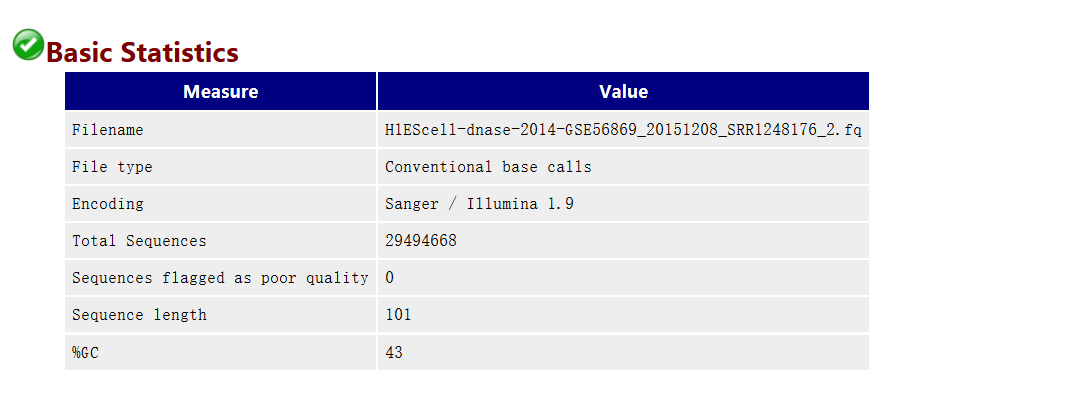 Basic Statistics
Measure Value
Filename H1EScell-dnase-2014-GSE56869_20151208_SRR1248176_2.fq
File type Conventional base calls
Encoding Sanger / Illumina 1.9
Total Sequences 29494668
Sequences flagged as poor quality 0
Sequence length 101
%GC 43